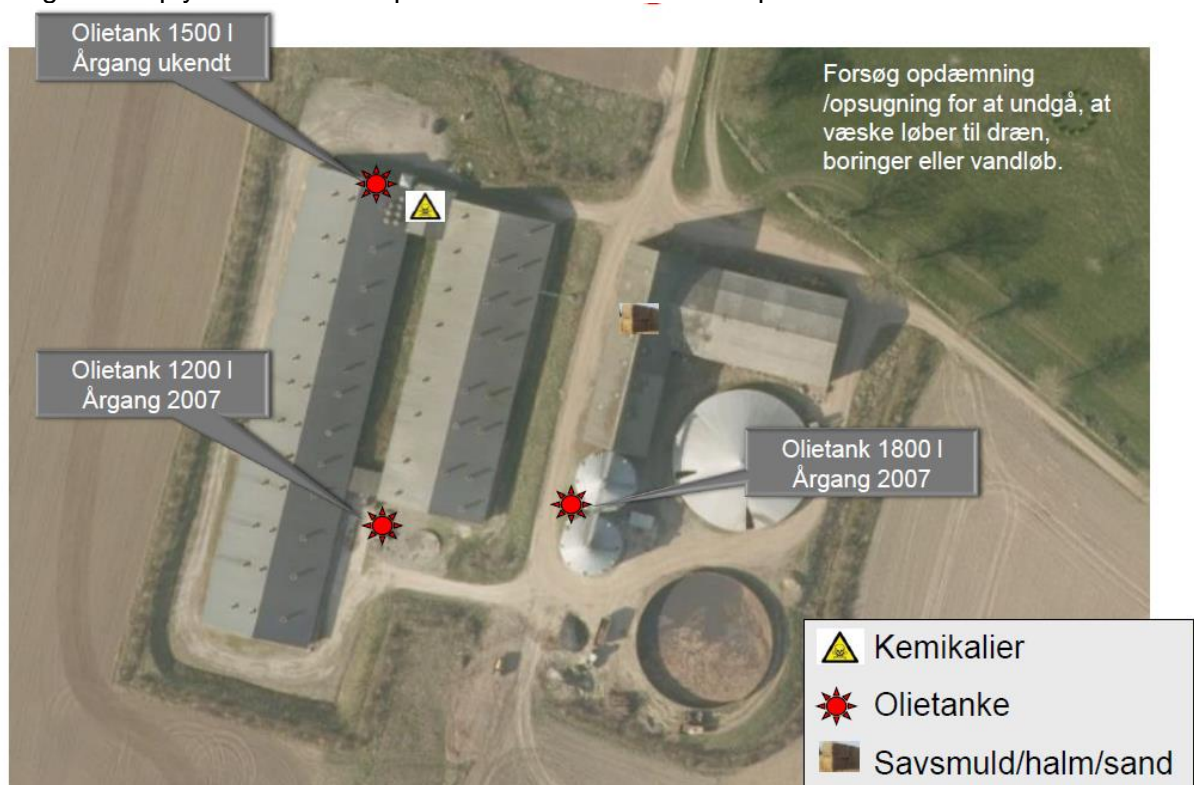 Olietank 1500 l
Årgang ukendt
Forsøg opdæmning
/opsugning for at undgå, at
væske løber til dræn,
boringer eller vandløb.
Olietank 1200 l
Årgang 2007
Olietank 1800 l
Årgang 2007
Kemikalier
Olietanke
Savsmuld/halm/sand